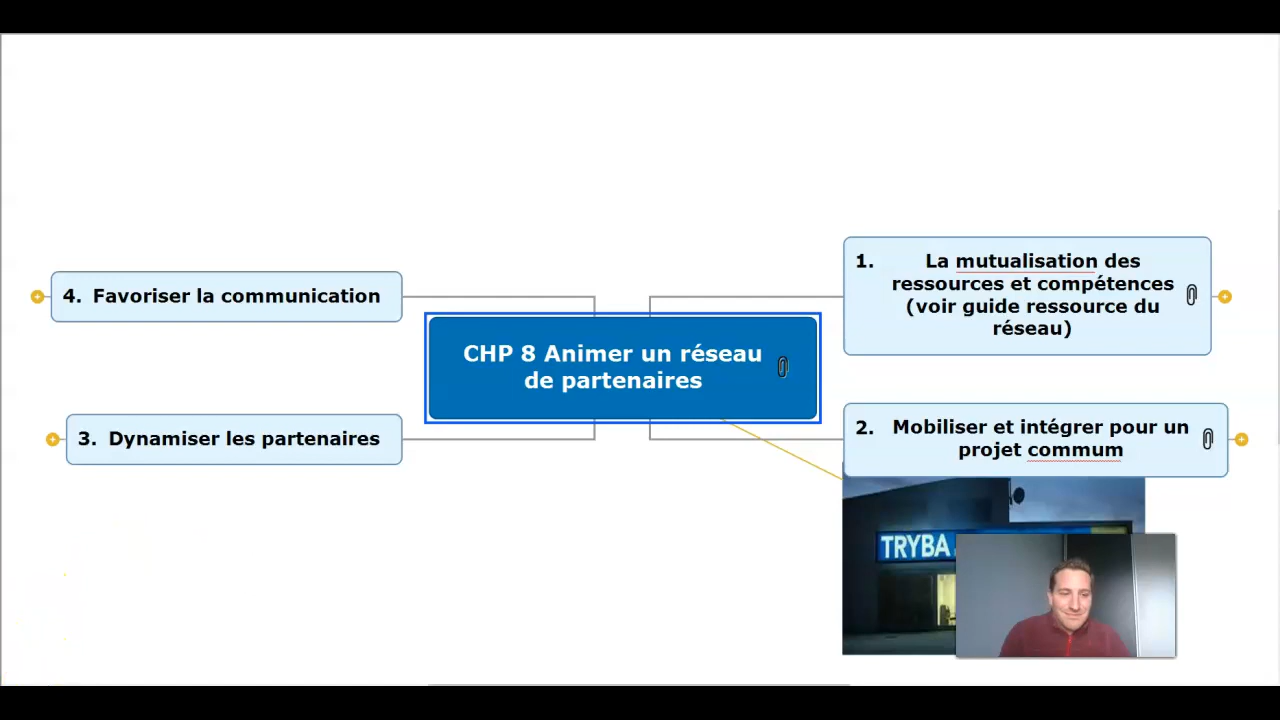 CHP 8 Animer un réseau
de partenaires
1. La mutualisation des
ressources et compétences
(voir guide ressource du
réseau)
2. Mobiliser et intégrer pour un
projet commum
3. Dynamiser les partenaires
4. Favoriser la communication
TRYBA